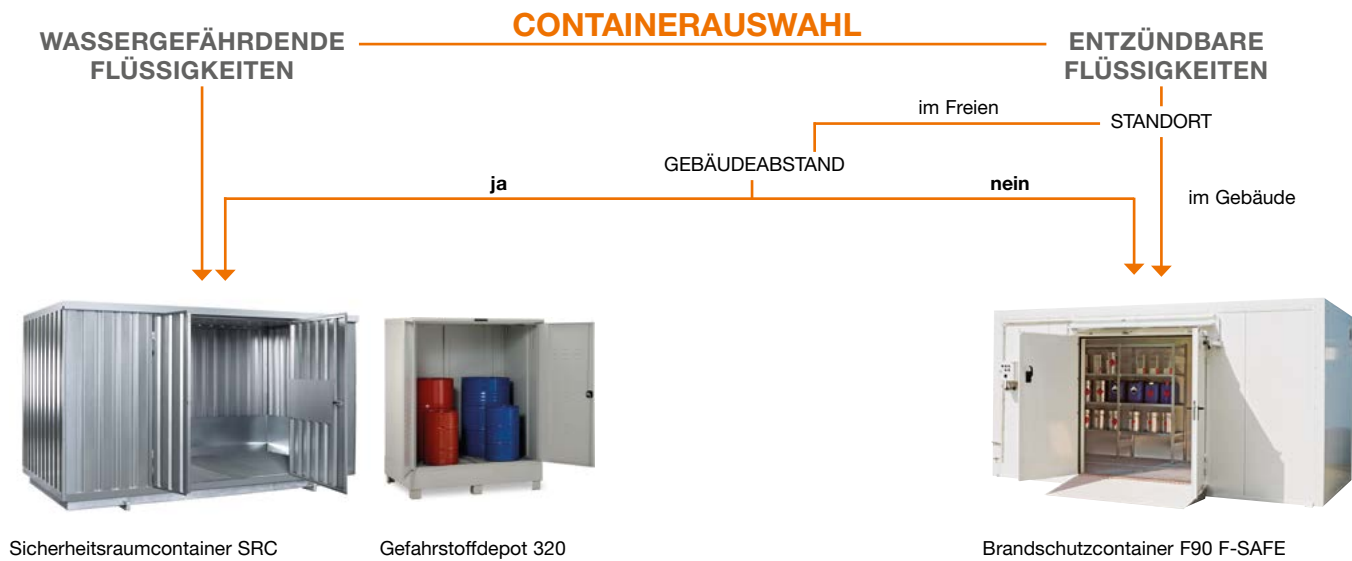 CONTAINERAUSWAHL
WASSERGEFÄHRDENDE
FLÜSSIGKEITEN
ENTZÜNDBARE
FLÜSSIGKEITEN
im Freien
STANDORT
GEBÄUDEABSTAND
ja
nein
im Gebäude
Sicherheitsraumcontainer SRC
Gefahrstoffdepot 320
Brandschutzcontainer F90 F-SAFE